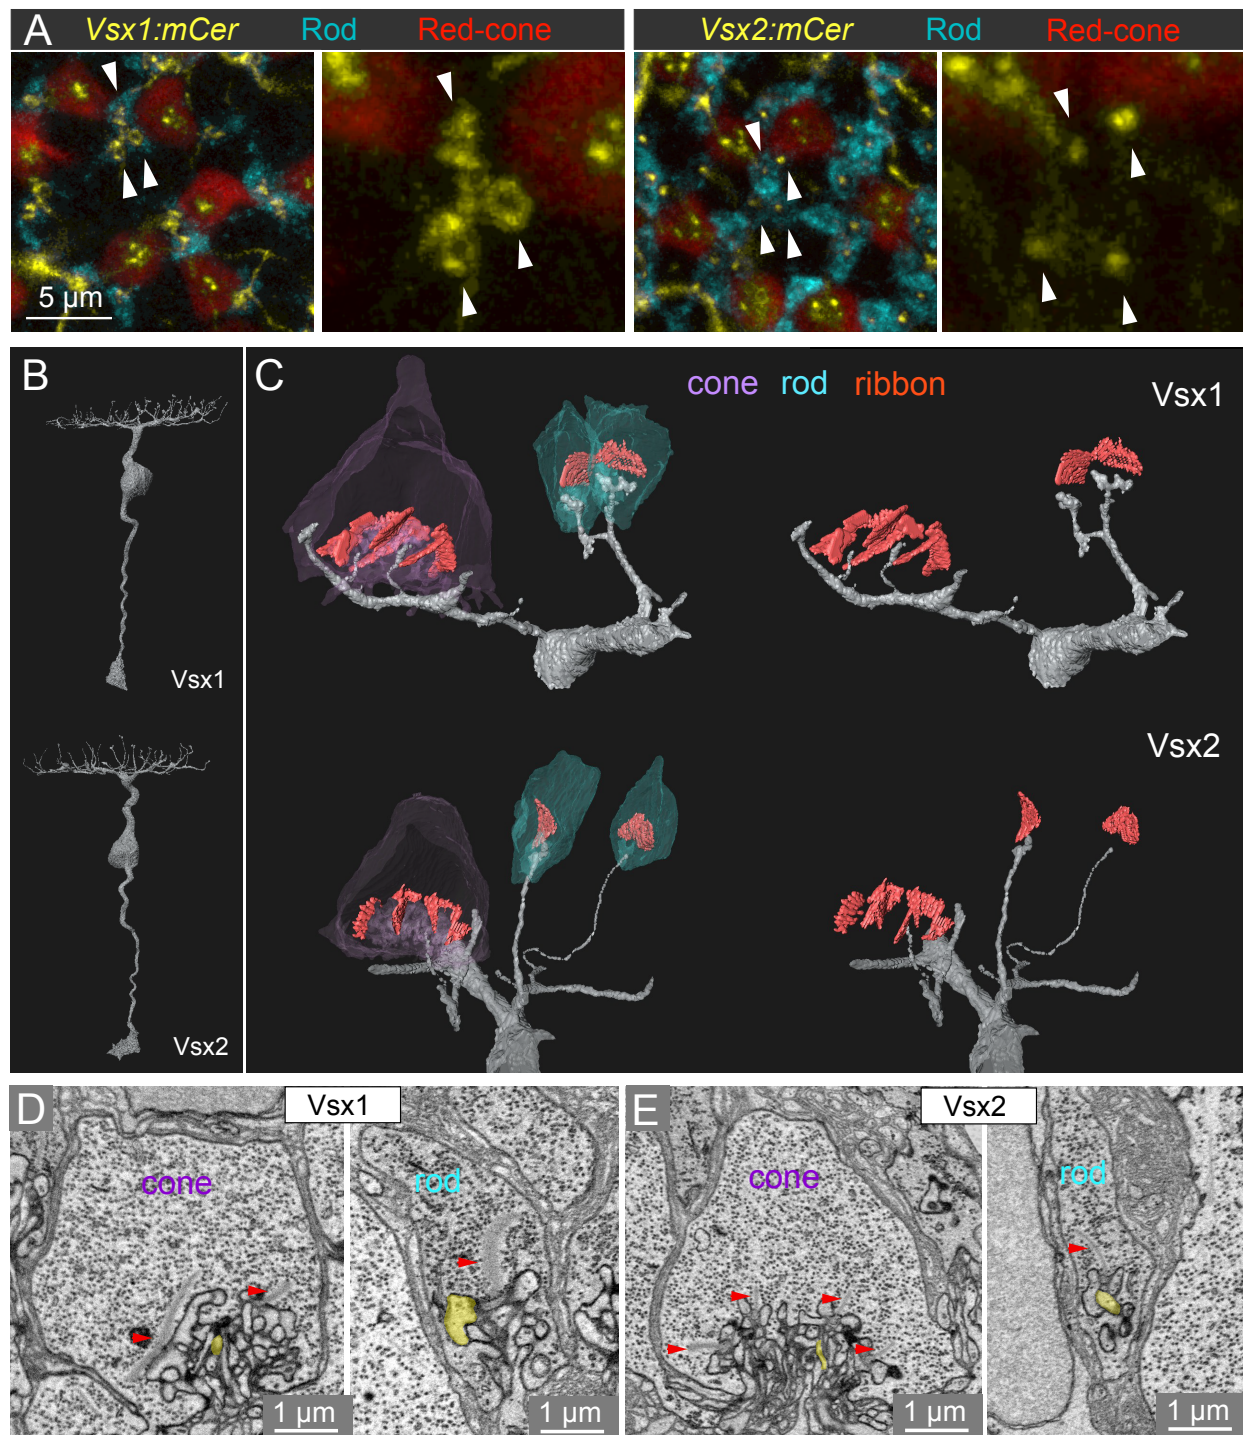 A Vsx1:mCer Rod Red-cone Vsx2:mCer Rod Red-cone
5 µm
B
C cone rod ribbon Vsx1
Vsx1
Vsx2
Vsx2
D Vsx1 E Vsx2
cone rod cone rod
1 µm 1 µm 1 µm 1 µm